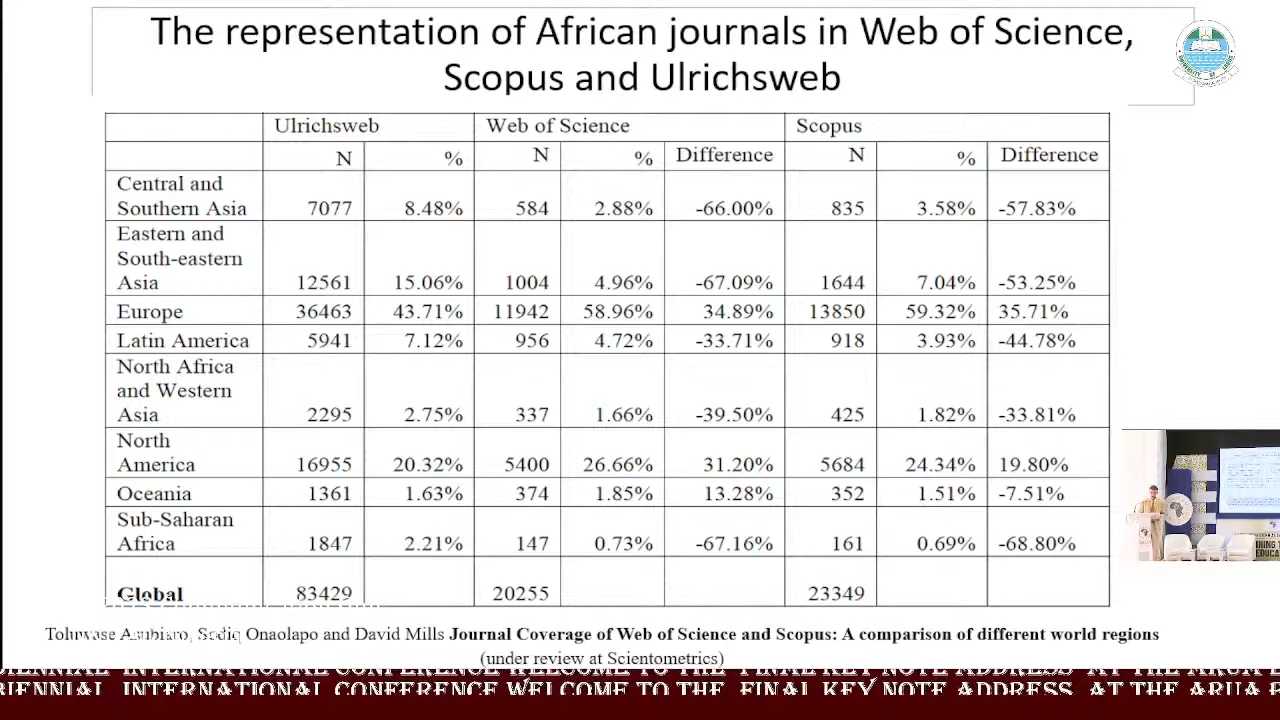 The representation of African journals in Web of Science,
Scopus and Ulrichsweb
Ulrichsweb Web of Science Scopus
N % N % Difference N % Difference
Central and
Southern Asia 7077 8.48% 584 2.88% -66.00% 835 3.58% -57.83%
Eastern and
South-eastern
Asia 12561 15.06% 1004 4.96% -67.09% 1644 7.04% -53.25%
Europe 36463 43.71% 11942 58.96% 34.89% 13850 59.32% 35.71%
Latin America 5941 7.12% 956 4.72% -33.71% 918 3.93% -44.78%
North Africa
and Western
Asia 2295 2.75% 337 1.66% -39.50% 425 1.82% -33.81%
North
America 16955 20.32% 5400 26.66% 31.20% 5684 24.34% 19.80%
Oceania 1361 1.63% 374 1.85% 13.28% 352 1.51% -7.51%
Sub-Saharan
Africa 1847 2.21% 147 0.73% -67.16% 161 0.69% -68.80%
Global 83429 20255 23349
Onaolapo and David Mills Journal Coverage of Web of Science and Scopus: A comparison of different world regions
(under review at Scientometrics)
BIENNIAL INTERNATIONAL CONFERENCE WELCOME TO THE FINAL KEY NOTE ADDRESS AT THE ARUA